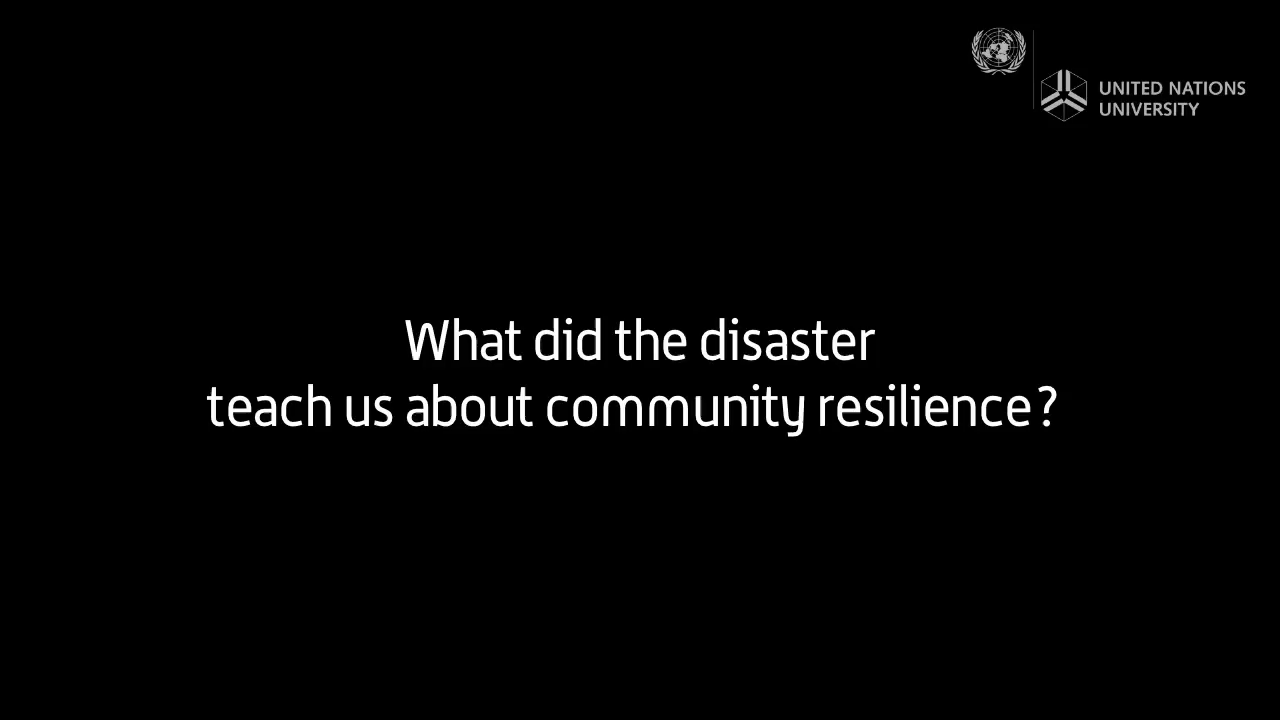 UNITED NATIONS
UNIVERSITY
What did the disaster
teach us about community resilience?